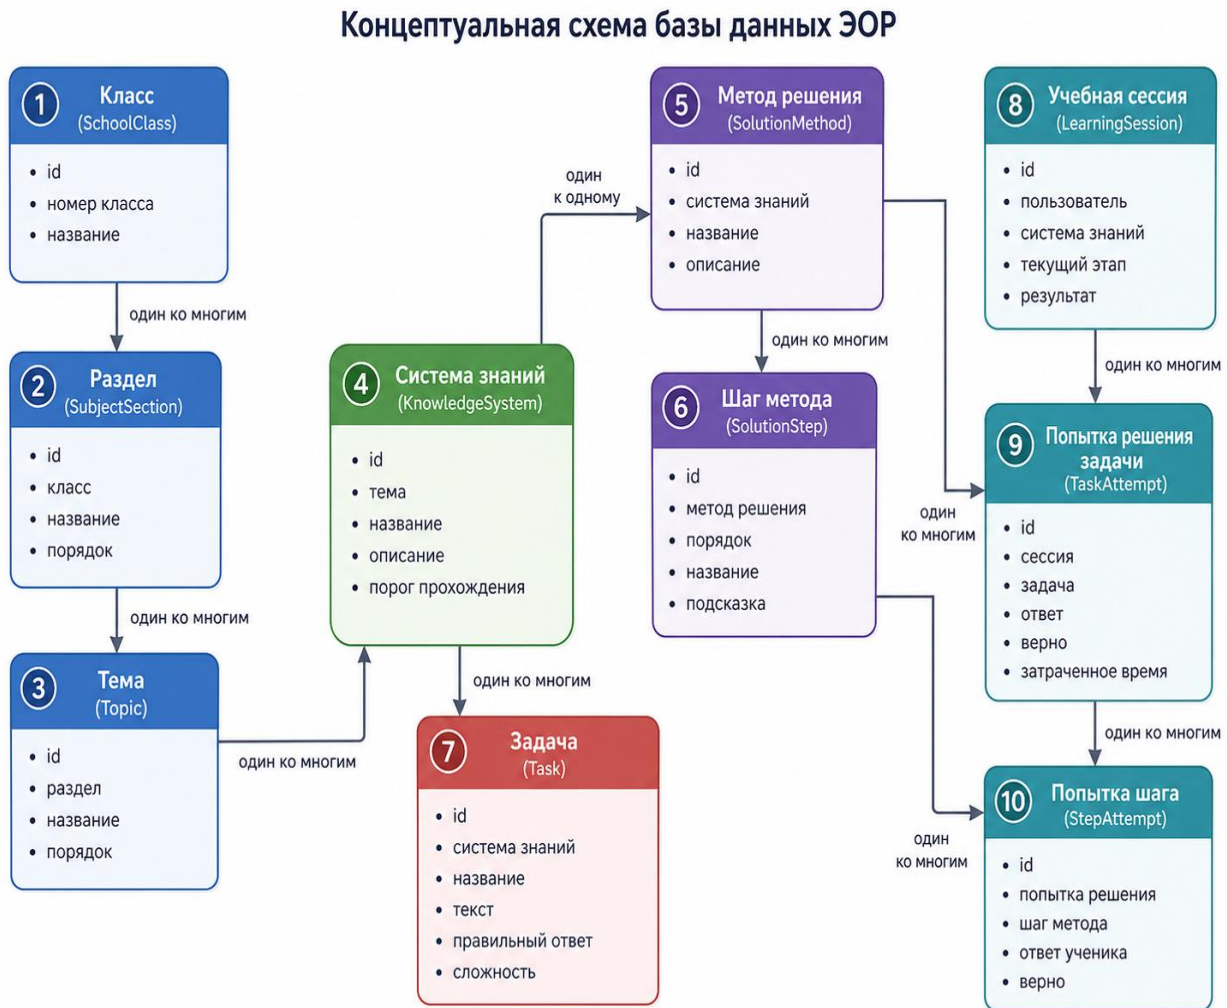 Концептуальная схема базы данных ЭОР
1
Класс
(SchoolClass)
• id
• номер класса
• название
один ко многим
2
Раздел
(SubjectSection)
• id
• класс
• название
• порядок
один ко многим
3
Тема
(Topic)
• id
• раздел
• название
• порядок
один ко многим
4
Система знаний
(KnowledgeSystem)
• id
• тема
• название
• описание
• порог прохождения
один
к одному
один ко многим
7
Задача
(Task)
• id
• система знаний
• название
• текст
• правильный ответ
• сложность
5
Метод решения
(SolutionMethod)
• id
• система знаний
• название
• описание
один ко многим
6
Шаг метода
(SolutionStep)
• id
• метод решения
• порядок
• название
• подсказка
один
ко многим
один
ко многим
8
Учебная сессия
(LearningSession)
• id
• пользователь
• система знаний
• текущий этап
• результат
один ко многим
9
Попытка решения
задачи
(TaskAttempt)
• id
• сессия
• задача
• ответ
• верно
• затраченное время
один ко многим
10
Попытка шага
(StepAttempt)
• id
• попытка решения
• шаг метода
• ответ ученика
• верно